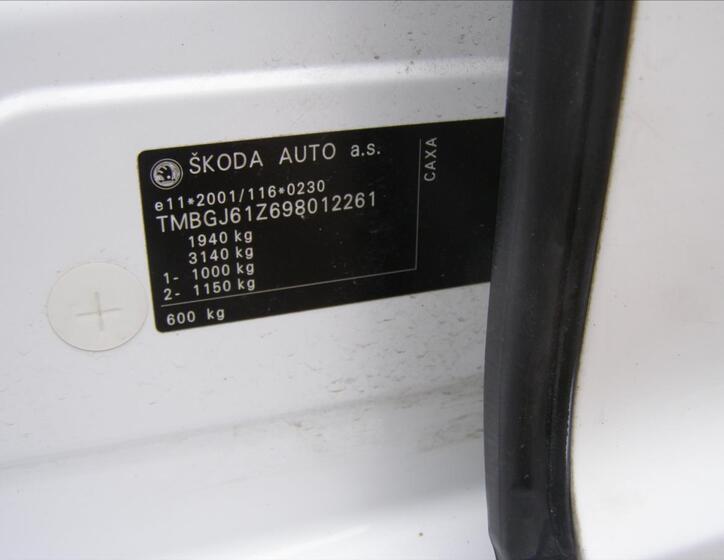 ŠKODA AUTO a.s.
e11*2001/116*0230
TMBGJ61Z698012261
1940 kg
3140 kg
1- 1000 kg
2- 1150 kg
600 kg
CAXA